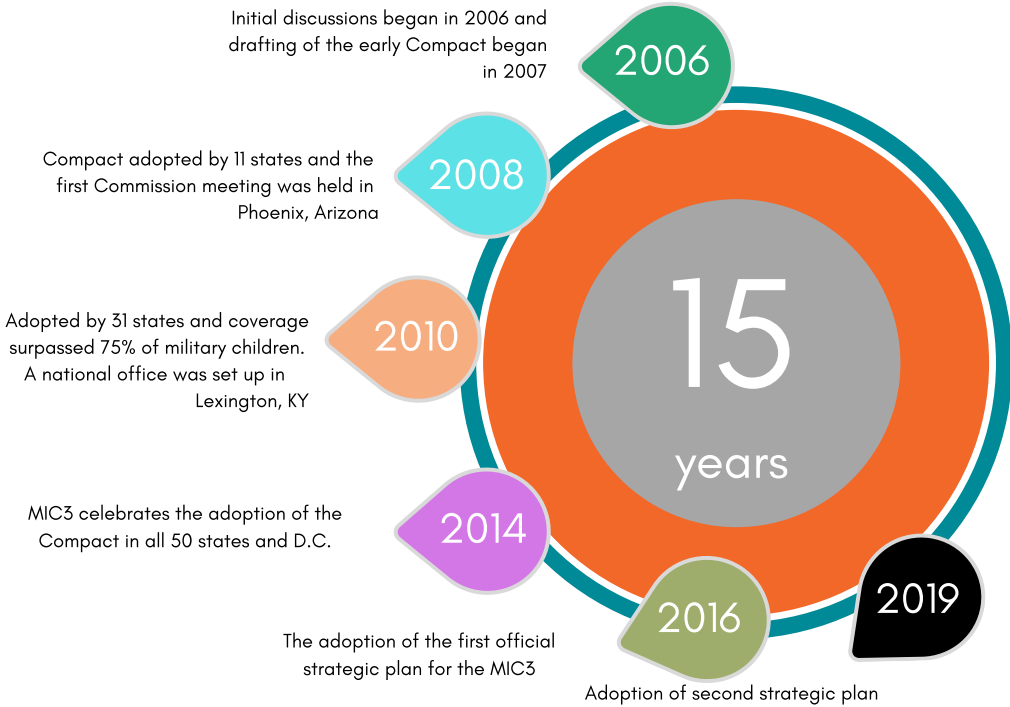 Initial discussions began in 2006 and
drafting of the early Compact began
in 2007
2006
Compact adopted by 11 states and the
first Commission meeting was held in
Phoenix, Arizona
2008
Adopted by 31 states and coverage
surpassed 75% of military children.
A national office was set up in
Lexington, KY
2010
15
years
MIC3 celebrates the adoption of the
Compact in all 50 states and D.C.
2014
The adoption of the first official
strategic plan for the MIC3
2016
Adoption of second strategic plan
2019